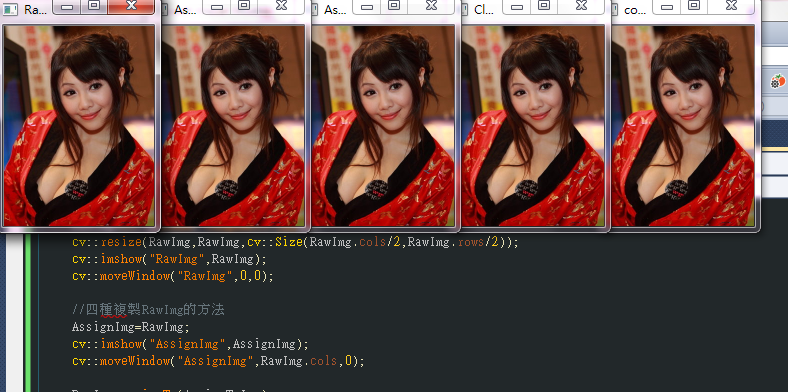 Ra...
As...
As...
Cl...
co...
cv::resize(RawImg,RawImg,cv::Size(RawImg.cols/2,RawImg.rows/2));
cv::imshow("RawImg",RawImg);
cv::moveWindow("RawImg",0,0);
//四種複製RawImg的方法
AssignImg=RawImg;
cv::imshow("AssignImg",AssignImg);
cv::moveWindow("AssignImg",RawImg.cols,0);